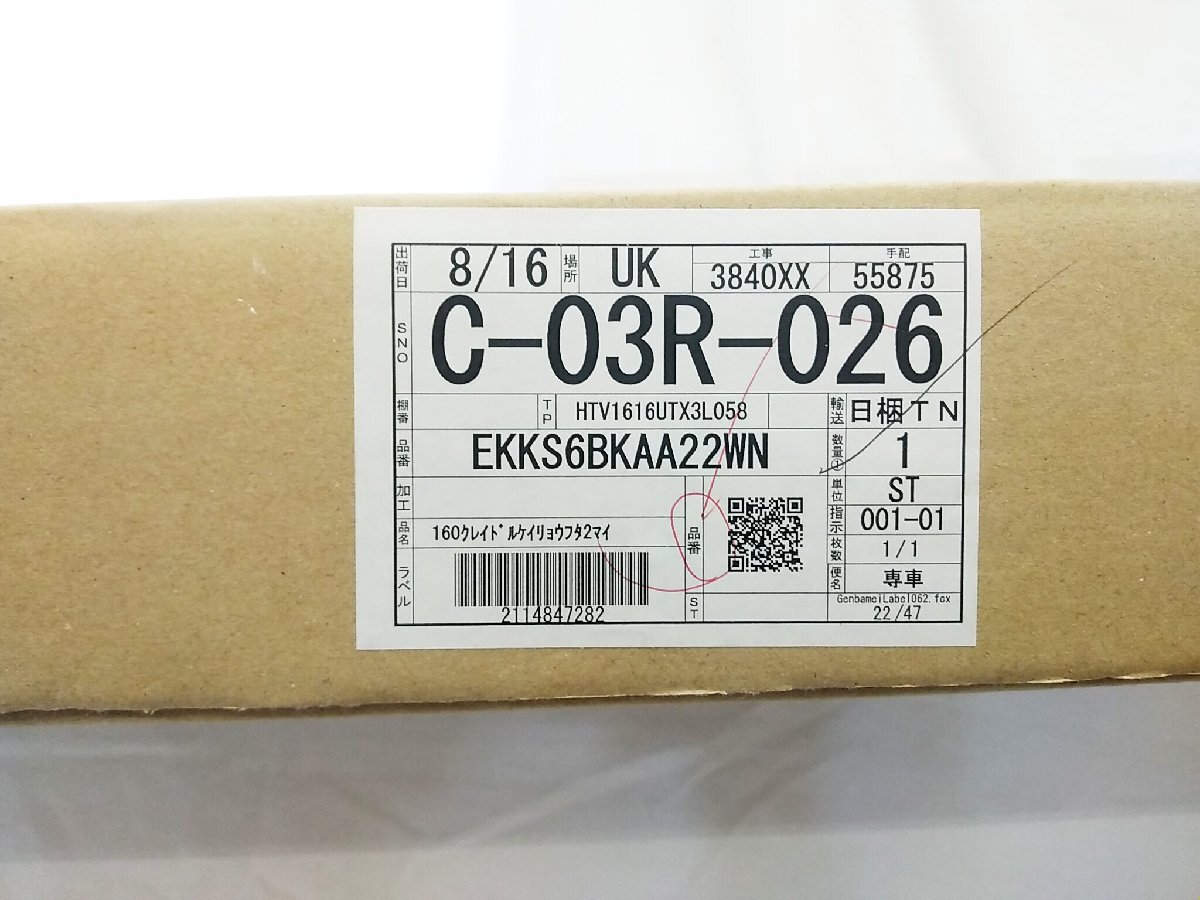 出荷日 8/16 場所 UK 工事 3840XX 手配 55875
SNO C-03R-026
棚番 TP HTV1616UTX3L058 輸送 日梱TN
品番 EKKS6BKAA22WN 数量① 1
加工 単位 ST
品名 160クレイドルケイリョウフタ2マイ 品番 指示 001-01
枚数 1/1
ラベル 2114847282 ST 便名 専車
GenbameiLabel062.fcx
22/47